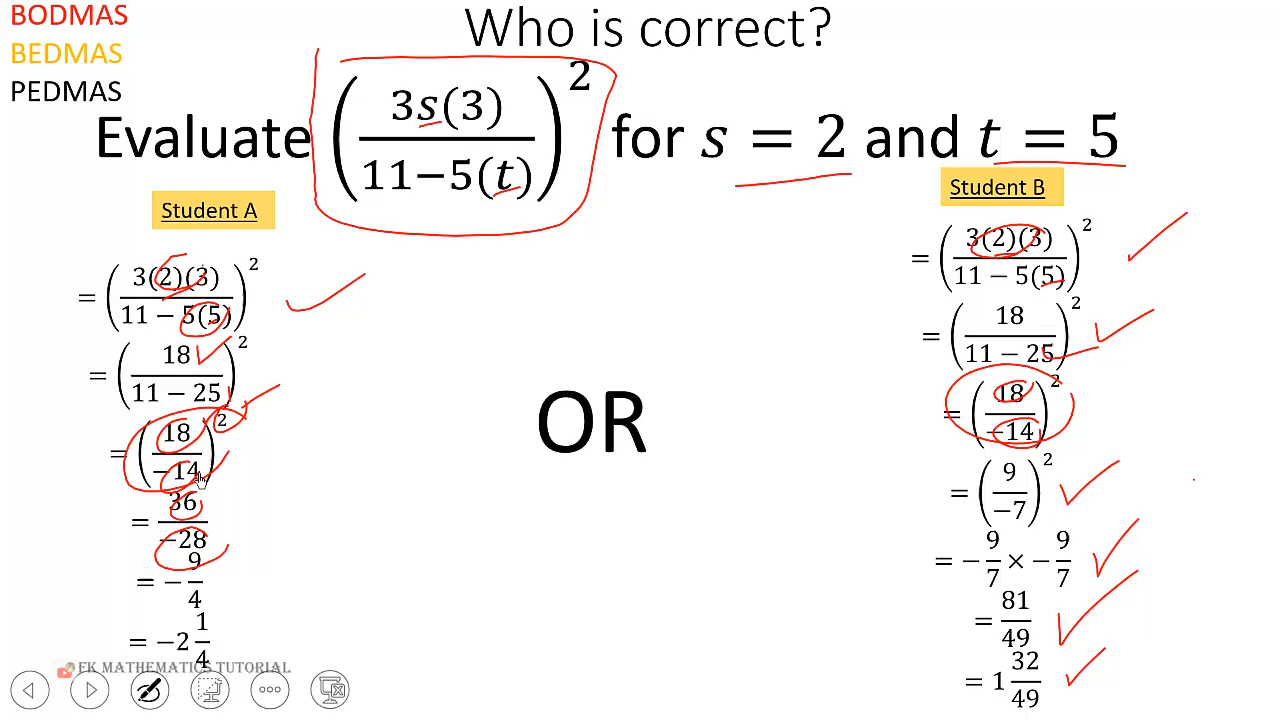 BODMAS
BEDMAS
PEDMAS
Who is correct?
Evaluate (3s(3)/11−5(t))² for s = 2 and t = 5
Student A
= (3(2)(3)/11 − 5(5))²
= (18/11 − 25)²
= (18/−14)²
= 36/−28
= −9/4
= −2 1/4
OR
Student B
= (3(2)(3)/11 − 5(5))²
= (18/11 − 25)²
= (18/−14)²
= (9/−7)²
= −9/7 × −9/7
= 81/49
= 1 32/49
EK MATHEMATICS TUTORIAL